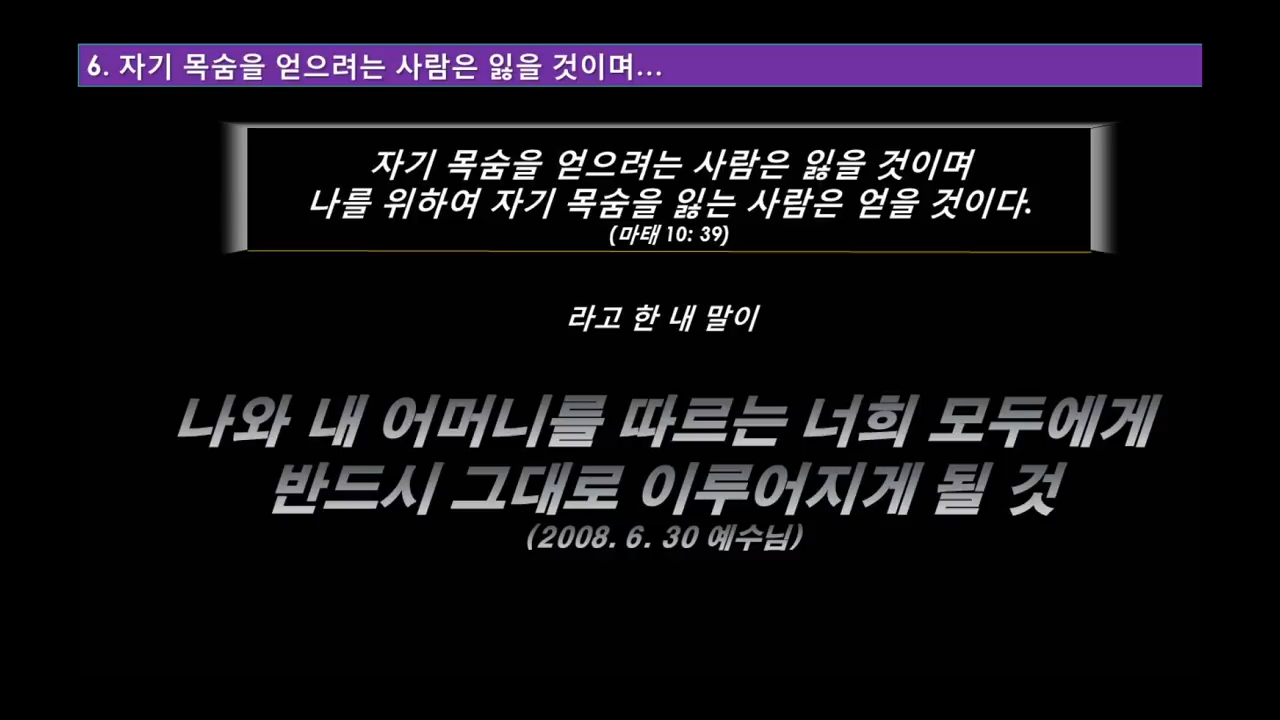 6. 자기 목숨을 얻으려는 사람은 잃을 것이며...
자기 목숨을 얻으려는 사람은 잃을 것이며
나를 위하여 자기 목숨을 잃는 사람은 얻을 것이다.
(마태 10: 39)
라고 한 내 말이
나와 내 어머니를 따르는 너희 모두에게
반드시 그대로 이루어지게 될 것
(2008. 6. 30 예수님)